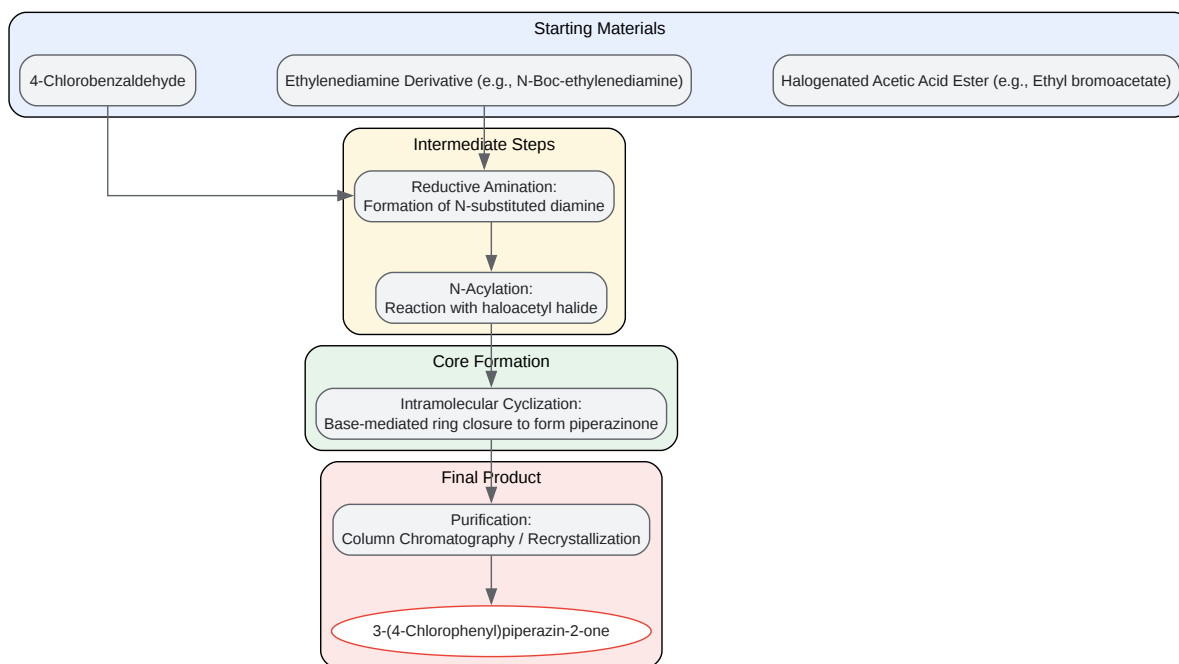 Starting Materials
4-Chlorobenzaldehyde
Ethylenediamine Derivative (e.g., N-Boc-ethylenediamine)
Halogenated Acetic Acid Ester (e.g., Ethyl bromoacetate)
Intermediate Steps
Reductive Amination:
Formation of N-substituted diamine
N-Acylation:
Reaction with haloacetyl halide
Core Formation
Intramolecular Cyclization:
Base-mediated ring closure to form piperazinone
Final Product
Purification:
Column Chromatography / Recrystallization
3-(4-Chlorophenyl)piperazin-2-one